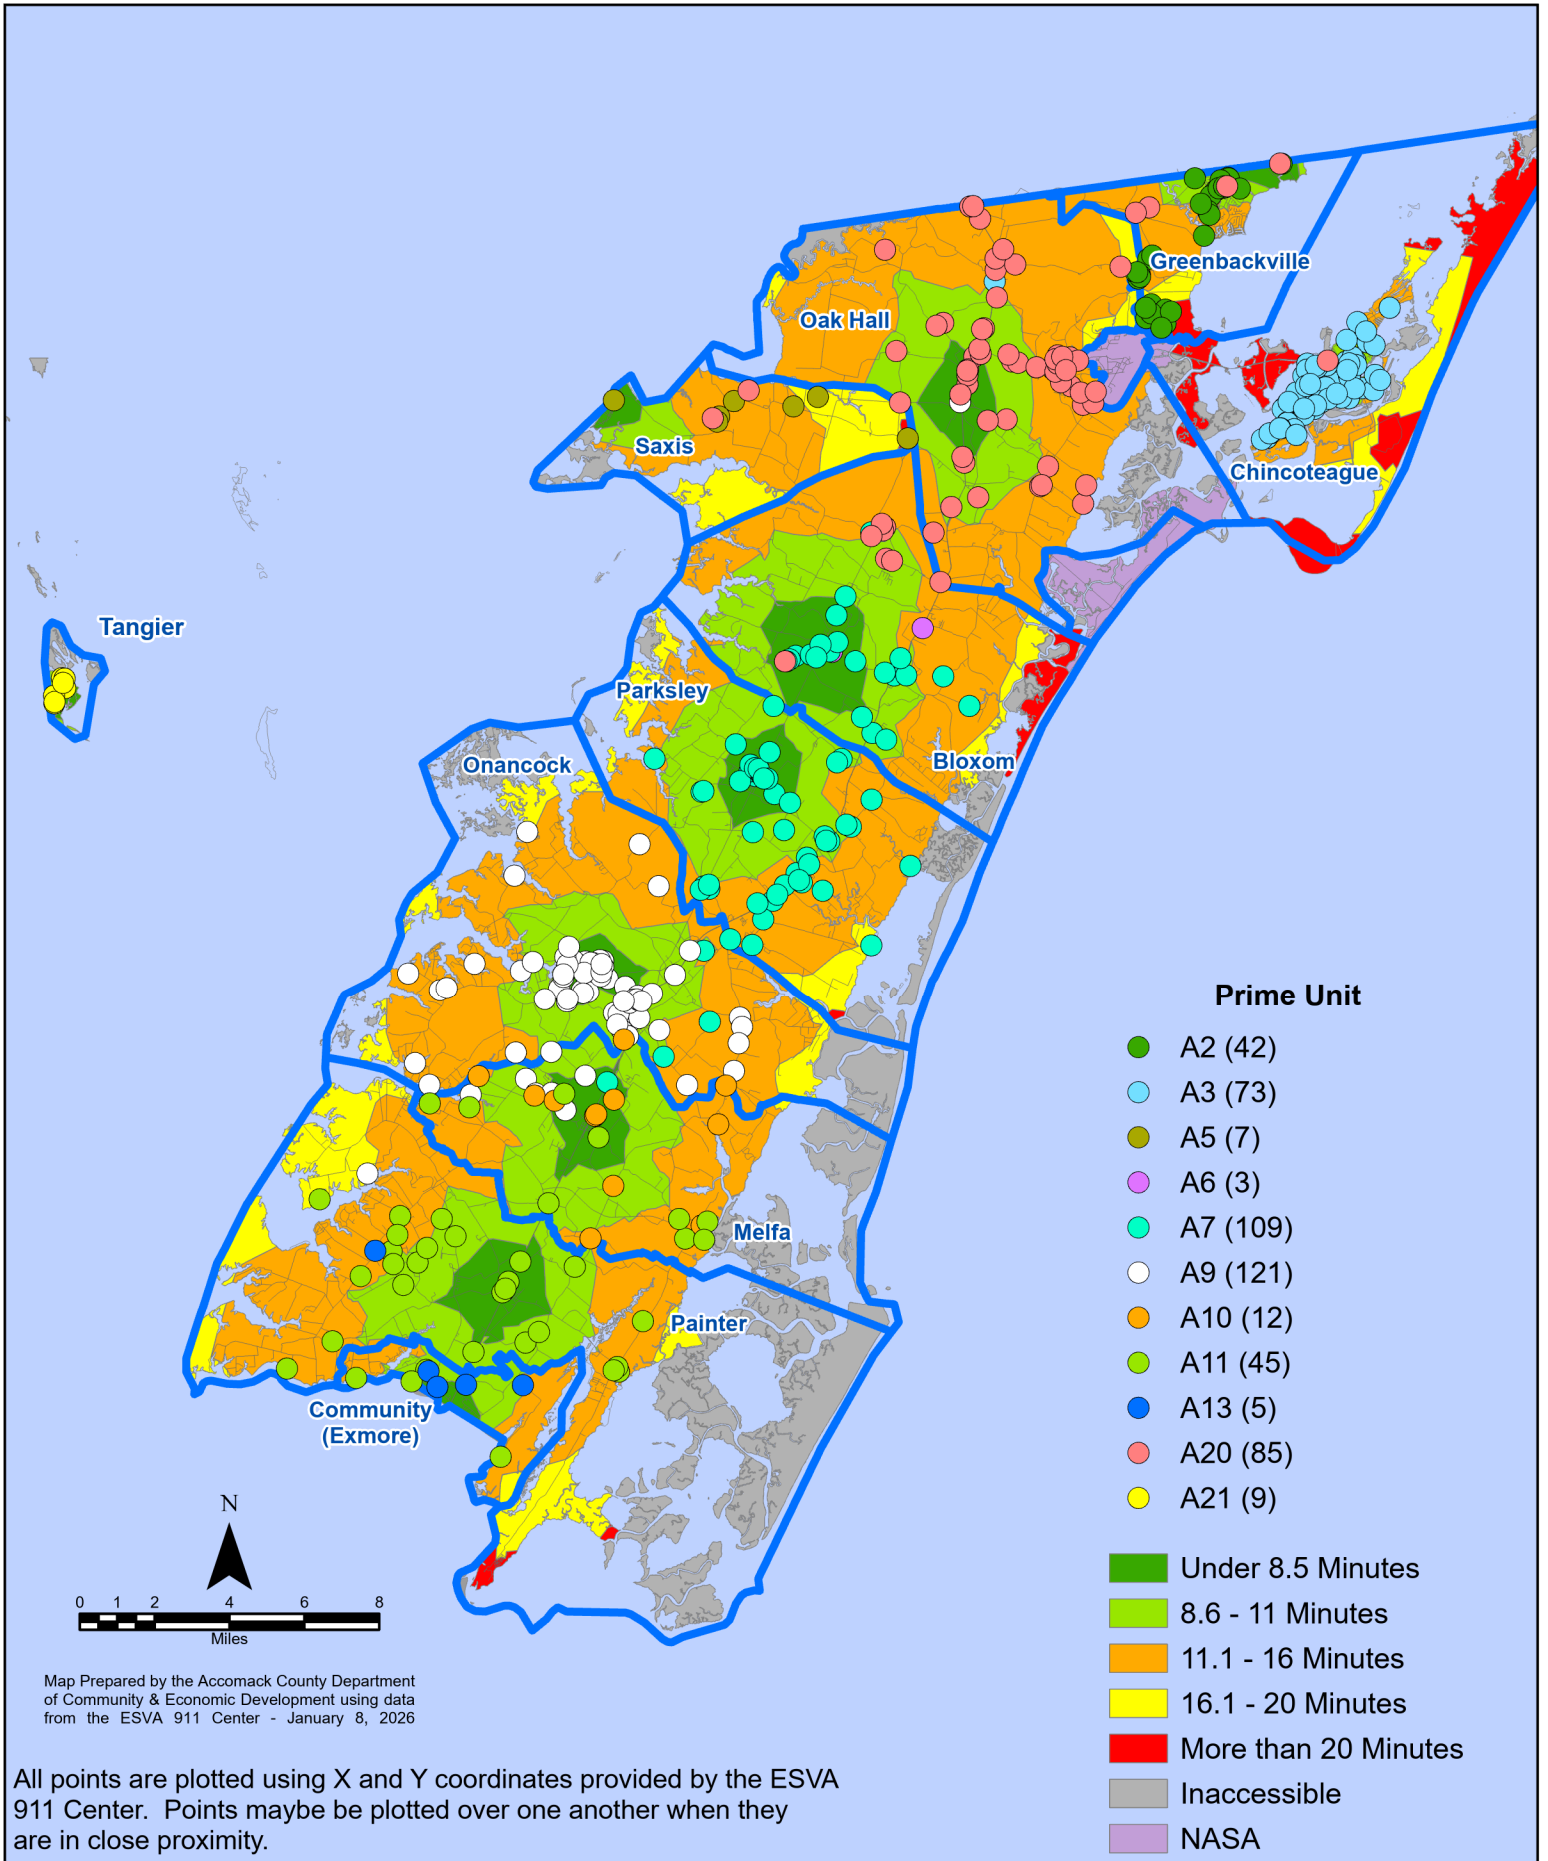 Greenbackville
Oak Hall
Saxis
Chincoteague
Tangier
Parksley
Onancock
Bloxom
Melfa
Painter
Community
(Exmore)
Prime Unit
A2 (42)
A3 (73)
A5 (7)
A6 (3)
A7 (109)
A9 (121)
A10 (12)
A11 (45)
A13 (5)
A20 (85)
A21 (9)
Under 8.5 Minutes
8.6 - 11 Minutes
11.1 - 16 Minutes
16.1 - 20 Minutes
More than 20 Minutes
Inaccessible
NASA
N
0 1 2 4 6 8
Miles
Map Prepared by the Accomack County Department
of Community & Economic Development using data
from the ESVA 911 Center - January 8, 2026
All points are plotted using X and Y coordinates provided by the ESVA
911 Center.  Points maybe be plotted over one another when they
are in close proximity.